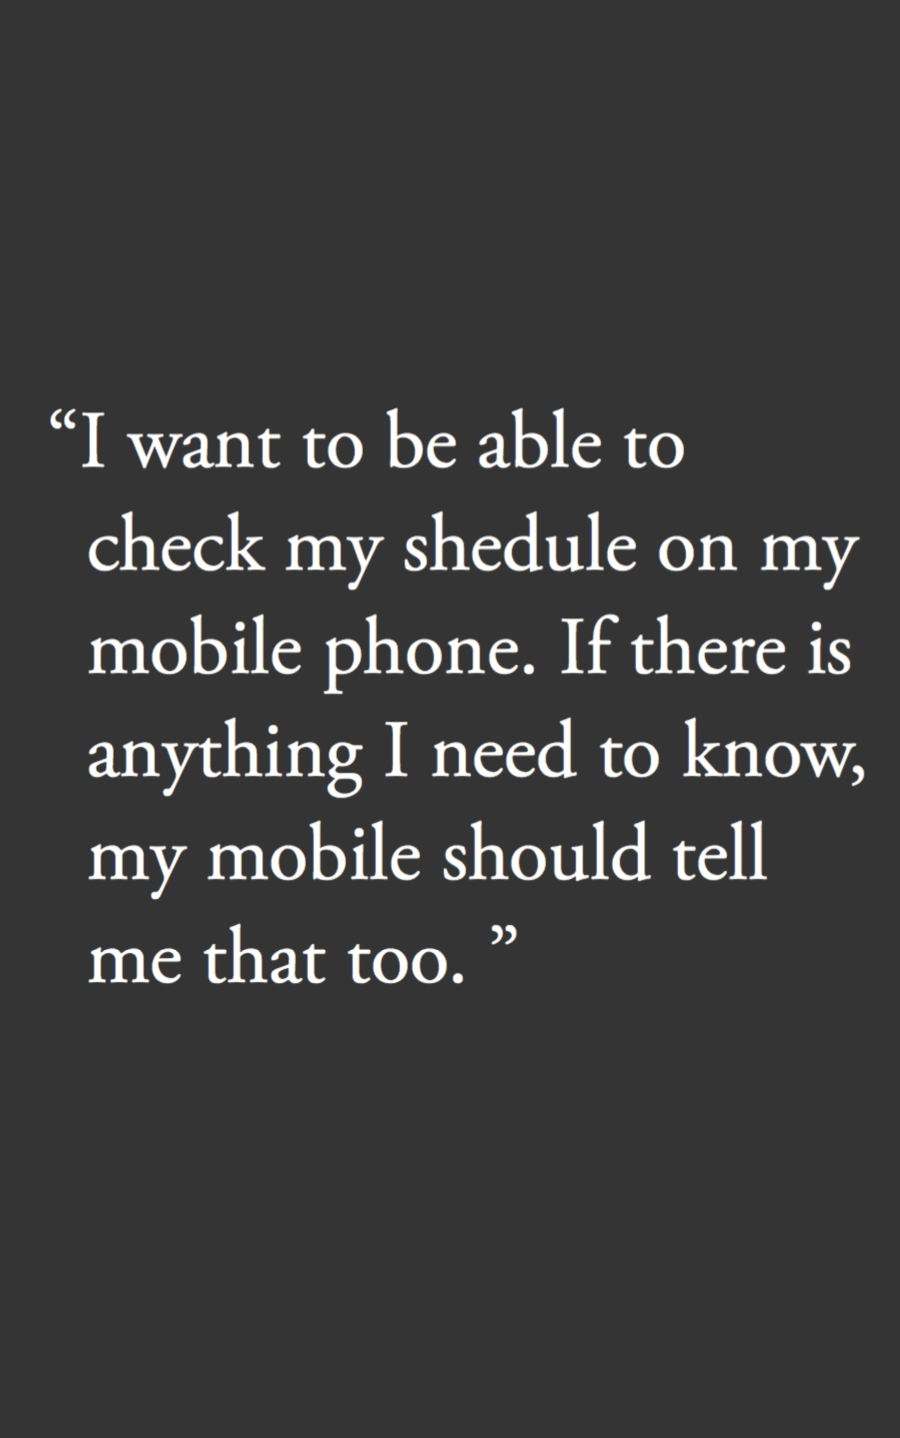 “I want to be able to
check my shedule on my
mobile phone. If there is
anything I need to know,
my mobile should tell
me that too. ”